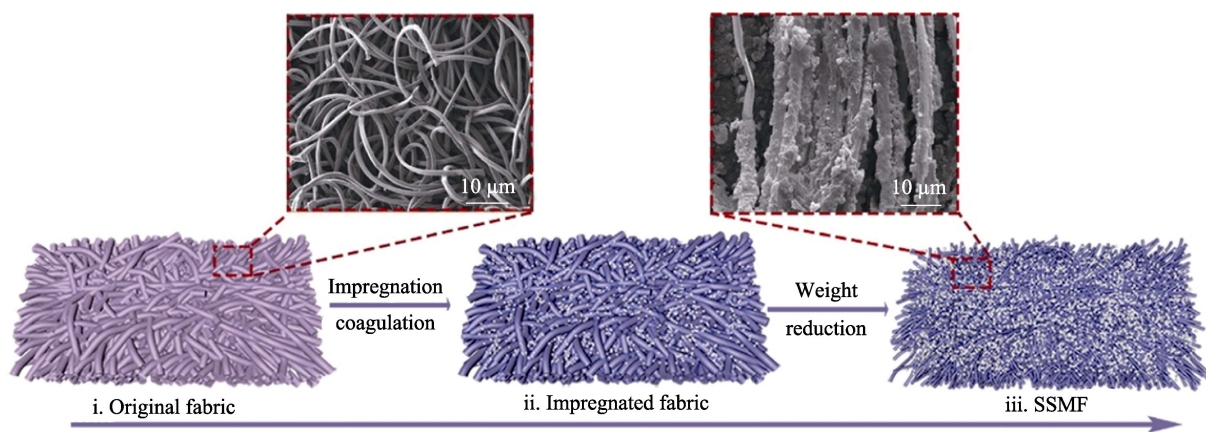 10 μm
10 μm
Impregnation
coagulation
Weight
reduction
i. Original fabric
ii. Impregnated fabric
iii. SSMF